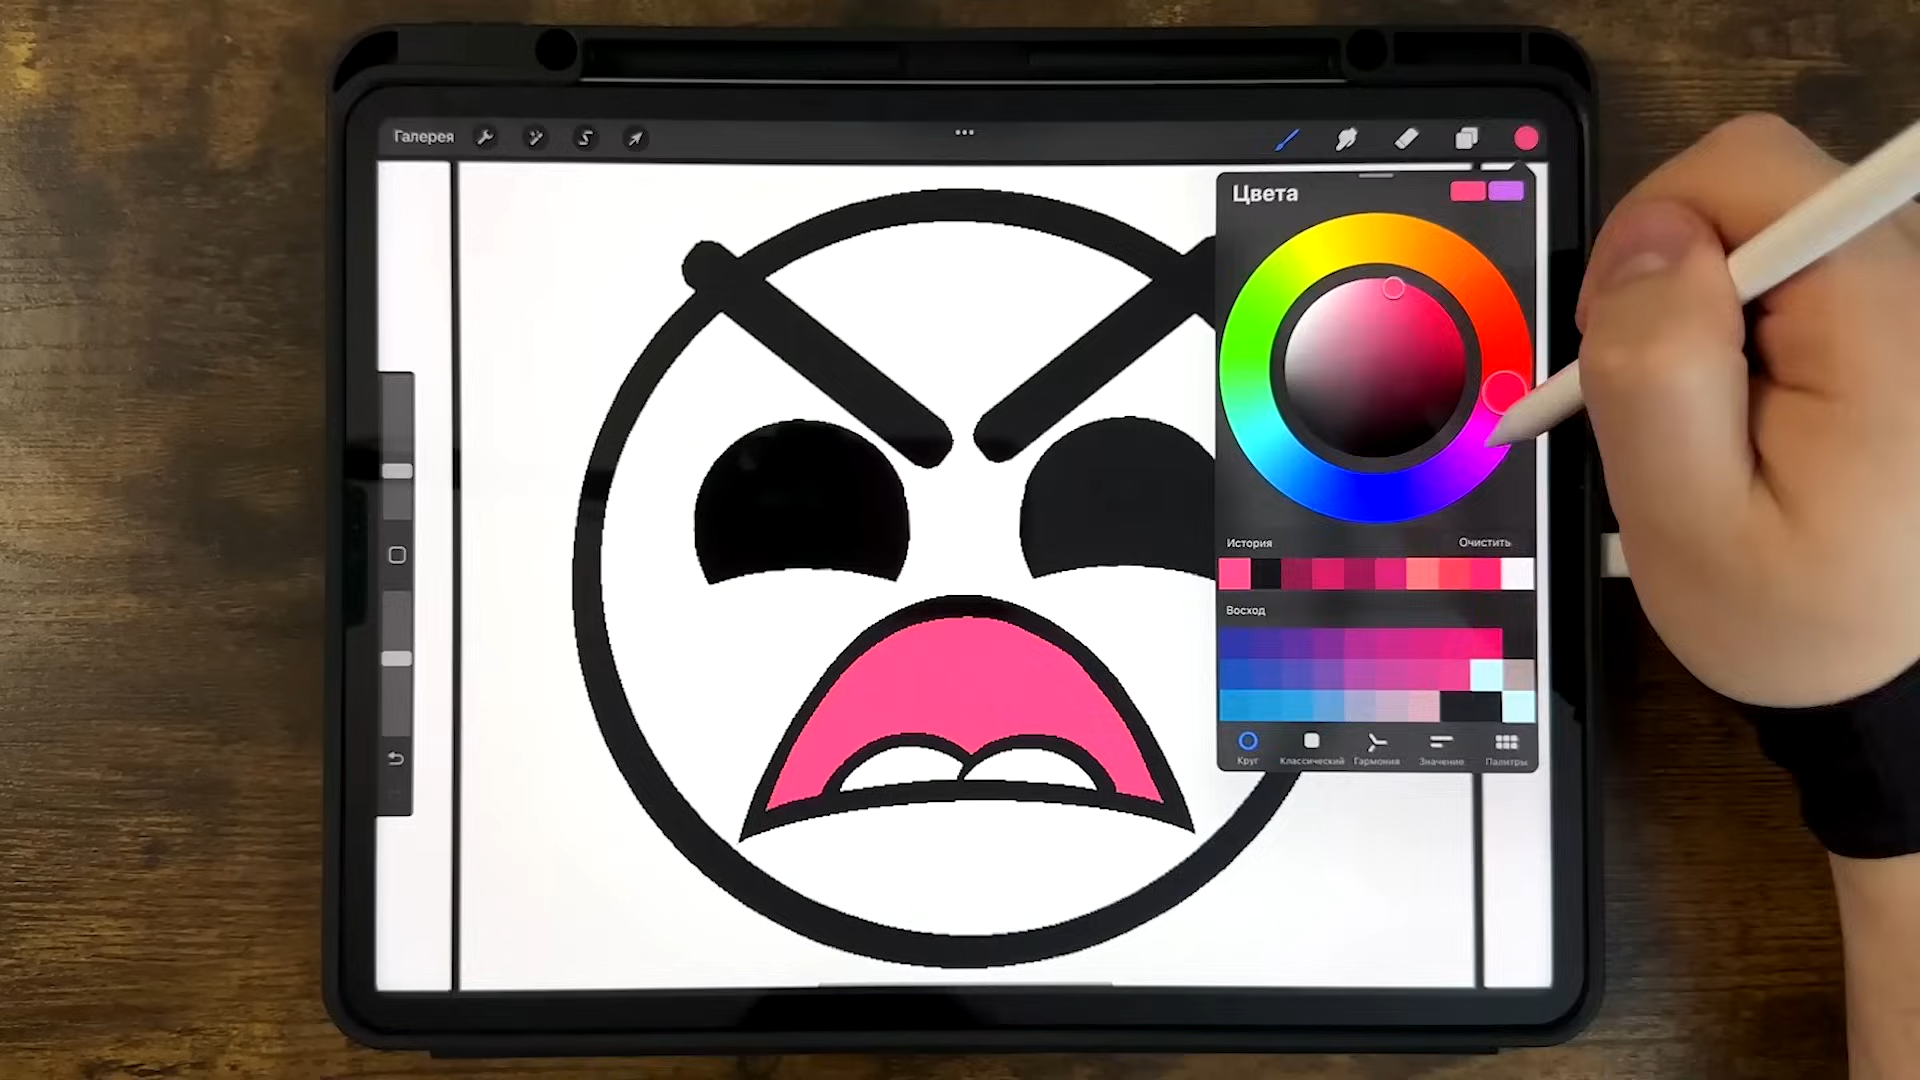 Галерея
Цвета
История
Очистить
Восход
Круг
Классический
Гармония
Значение
Палитры